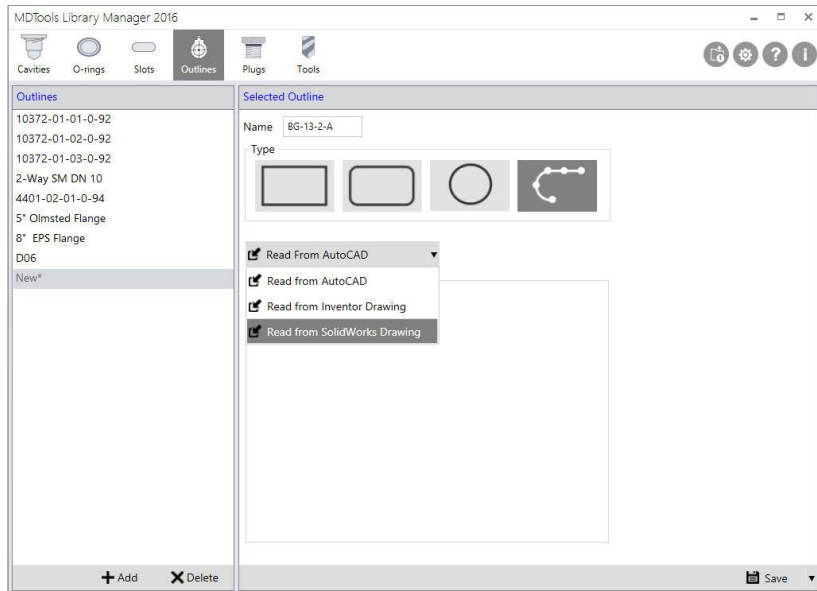 MDTools Library Manager 2016
Cavities O-rings Slots Outlines Plugs Tools
Outlines
10372-01-01-0-92
10372-01-02-0-92
10372-01-03-0-92
2-Way SM DN 10
4401-02-01-0-94
5" Olmsted Flange
8" EPS Flange
D06
New*
Add Delete
Selected Outline
Name BG-13-2-A
Type
Read From AutoCAD
Read from AutoCAD
Read from Inventor Drawing
Read from SolidWorks Drawing
Save